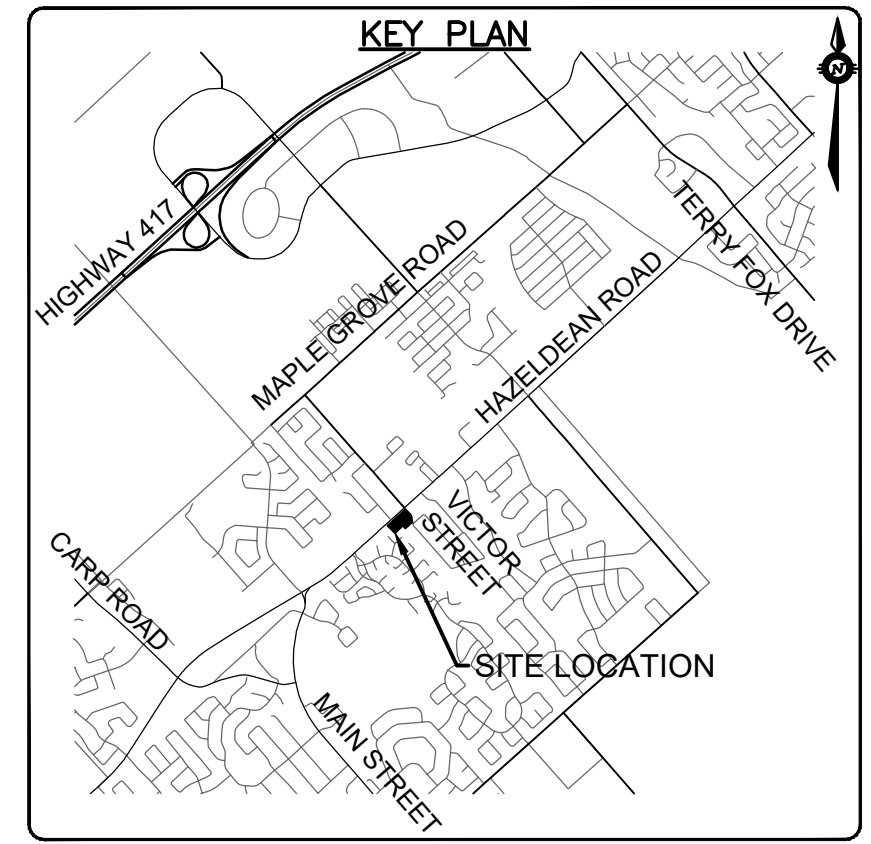 KEY PLAN
N
HIGHWAY 417
MAPLE GROVE ROAD
HAZELDEAN ROAD
TERRY FOX DRIVE
VICTOR
STREET
CARP ROAD
SITE LOCATION
MAIN STREET